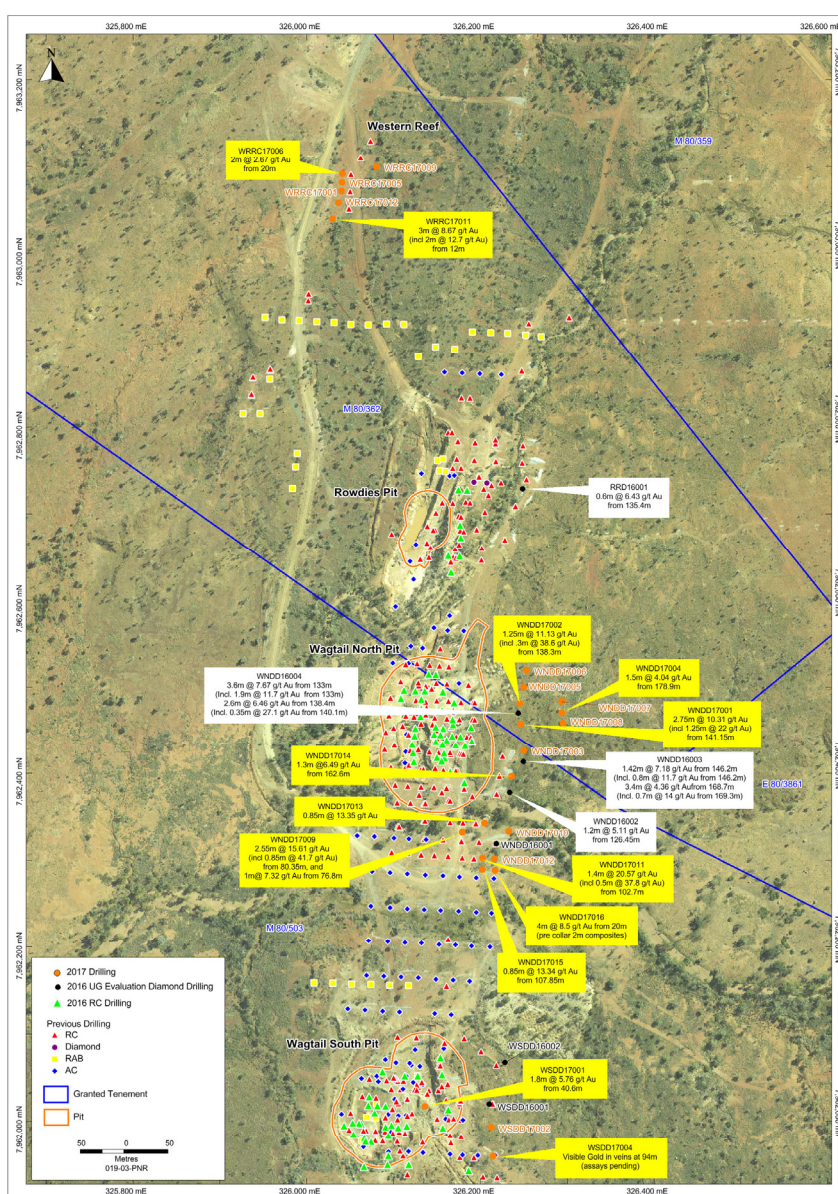 325,800 mE
326,000 mE
326,200 mE
326,400 mE
326,600 mE
N
7,963,200 mN
7,963,000 mN
7,962,800 mN
7,962,600 mN
7,962,400 mN
7,962,200 mN
7,962,000 mN
M 80/359
Western Reef
WRRC17006
2m @ 2.67 g/t Au
from 20m
WRRC17009
WRRC17005
WRRC17012
WRRC17011
3m @ 8.67 g/t Au
(incl 2m @ 12.7 g/t Au)
from 12m
M 80/362
Rowdies Pit
RRD16001
0.6m @ 6.43 g/t Au
from 135.4m
Wagtail North Pit
WNDD17002
1.25m @ 11.13 g/t Au
(incl .3m @ 38.6 g/t Au)
from 138.3m
WNDD17006
WNDD17005
WNDD17004
1.5m @ 4.04 g/t Au
from 178.9m
WNDD16004
3.6m @ 7.67 g/t Au from 133m
(Incl. 1.9m @ 11.7 g/t Au from 133m)
2.6m @ 6.46 g/t Au from 138.4m
(Incl. 0.35m @ 27.1 g/t Au from 140.1m)
WNDD17007
WNDD17008
WNDD17001
2.75m @ 10.31 g/t Au
(incl 1.25m @ 22 g/t Au)
from 141.15m
WNDD17003
WNDD17014
1.3m @6.49 g/t Au
from 162.6m
WNDD16003
1.42m @ 7.18 g/t Au from 146.2m
(Incl. 0.8m @ 11.7 g/t Au from 146.2m)
3.4m @ 4.36 g/t Aufrom 168.7m
(Incl. 0.7m @ 14 g/t Au from 169.3m)
E 80/3861
WNDD17013
0.85m @ 13.35 g/t Au
WNDD16002
1.2m @ 5.11 g/t Au
from 126.45m
WNDD17010
WNDD16001
WNDD17009
2.55m @ 15.61 g/t Au
(incl 0.85m @ 41.7 g/t Au)
from 80.35m, and
1m@ 7.32 g/t Au from 76.8m
WNDD17012
WNDD17011
1.4m @ 20.57 g/t Au
(incl 0.5m @ 37.8 g/t Au)
from 102.7m
WNDD17016
4m @ 8.5 g/t Au from 20m
(pre collar 2m composites)
M 80/503
WNDD17015
0.85m @ 13.34 g/t Au
from 107.85m
Wagtail South Pit
WSDD16002
WSDD17001
1.8m @ 5.76 g/t Au
from 40.6m
WSDD16001
WSDD17002
WSDD17004
Visible Gold in veins at 94m
(assays pending)
2017 Drilling
2016 UG Evaluation Diamond Drilling
2016 RC Drilling
Previous Drilling
RC
Diamond
RAB
AC
Granted Tenement
Pit
50 0 50
Metres
019-03-PNR
325,800 mE
326,000 mE
326,200 mE
326,400 mE